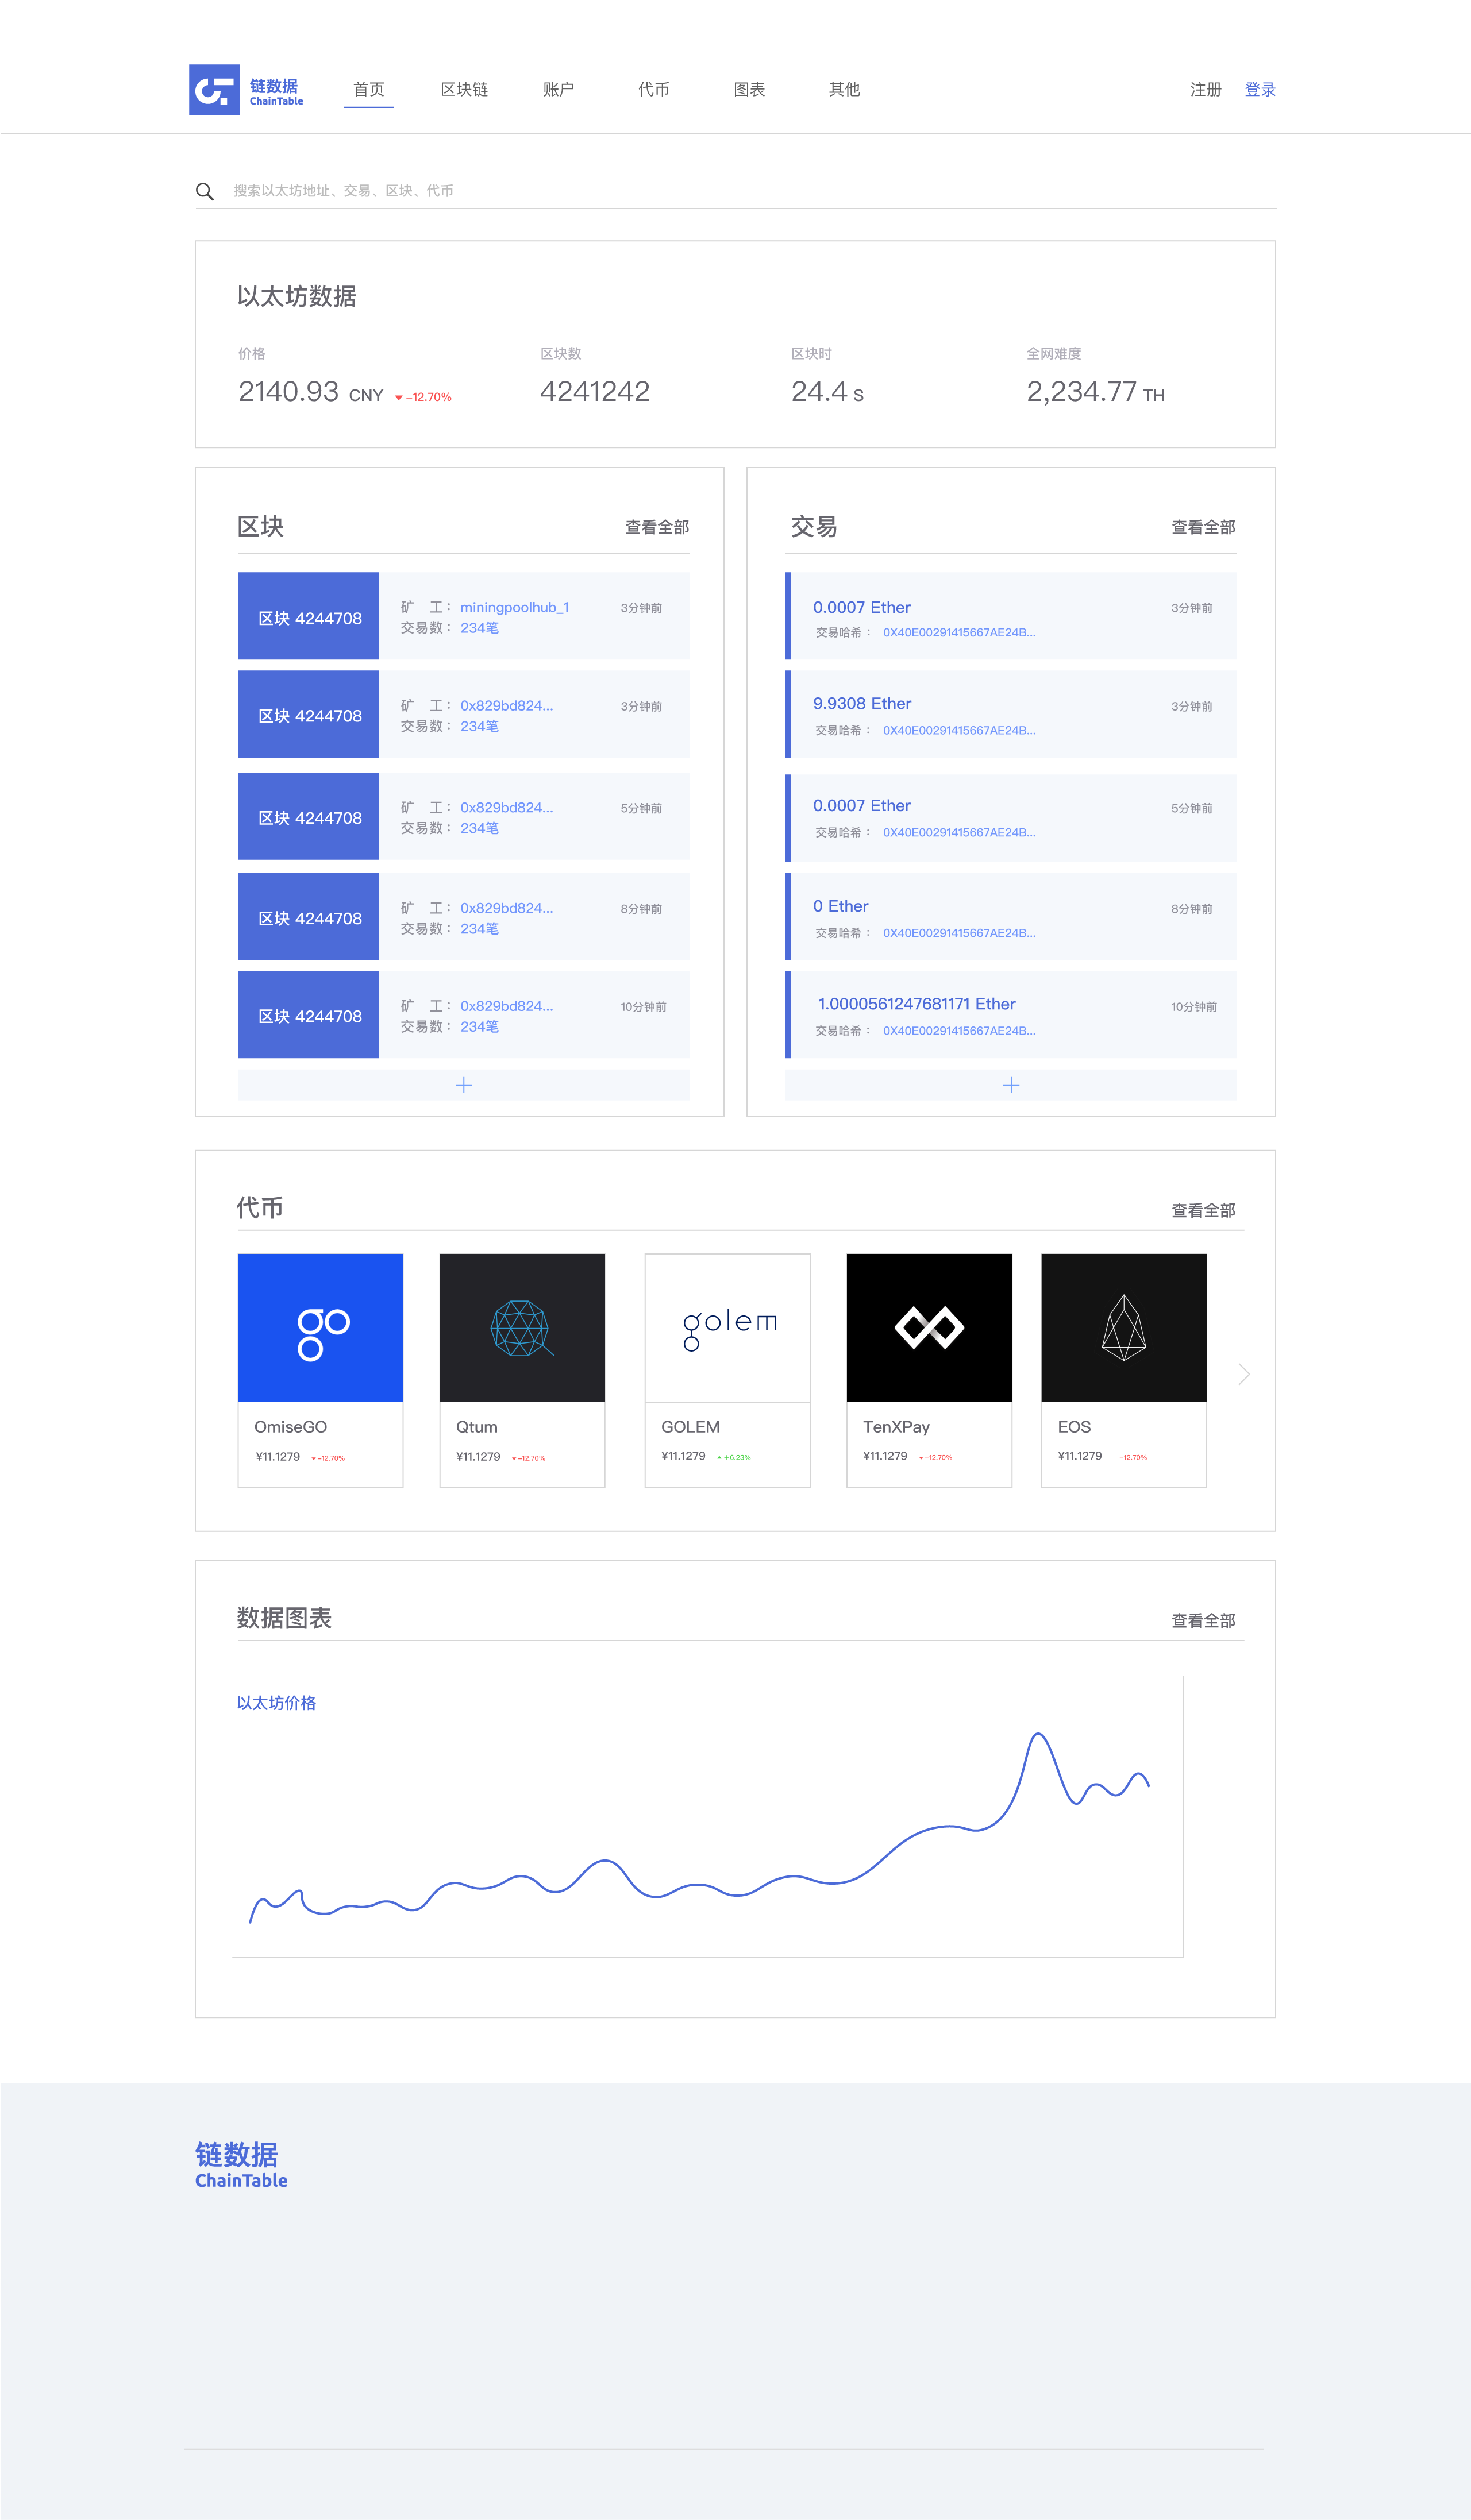 链数据
ChainTable
首页 区块链 账户 代币 图表 其他 注册 登录
搜索以太坊地址、交易、区块、代币
以太坊数据
价格 区块数 区块时 全网难度
2140.93 CNY -12.70% 4241242 24.4 S 2,234.77 TH
区块 查看全部
区块 4244708
矿 工： miningpoolhub_1 3分钟前
交易数： 234笔
区块 4244708
矿 工： 0x829bd824... 3分钟前
交易数： 234笔
区块 4244708
矿 工： 0x829bd824... 5分钟前
交易数： 234笔
区块 4244708
矿 工： 0x829bd824... 8分钟前
交易数： 234笔
区块 4244708
矿 工： 0x829bd824... 10分钟前
交易数： 234笔
+
交易 查看全部
0.0007 Ether 3分钟前
交易哈希： 0X40E00291415667AE24B...
9.9308 Ether 3分钟前
交易哈希： 0X40E00291415667AE24B...
0.0007 Ether 5分钟前
交易哈希： 0X40E00291415667AE24B...
0 Ether 8分钟前
交易哈希： 0X40E00291415667AE24B...
1.0000561247681171 Ether 10分钟前
交易哈希： 0X40E00291415667AE24B...
+
代币 查看全部
golem
OmiseGO Qtum GOLEM TenXPay EOS
¥11.1279 -12.70% ¥11.1279 -12.70% ¥11.1279 +6.23% ¥11.1279 -12.70% ¥11.1279 -12.70%
数据图表 查看全部
以太坊价格
链数据
ChainTable